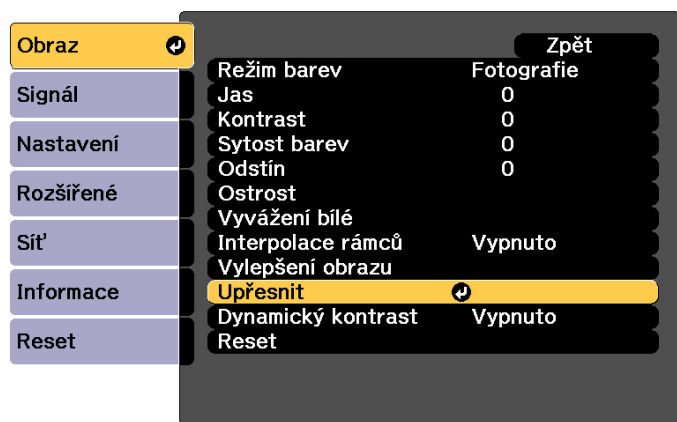 Obraz
Signál
Nastavení
Rozšířené
Síť
Informace
Reset
Zpět
Režim barev Fotografie
Jas 0
Kontrast 0
Sytost barev 0
Odstín 0
Ostrost
Vyvážení bílé
Interpolace rámců Vypnuto
Vylepšení obrazu
Upřesnit
Dynamický kontrast Vypnuto
Reset